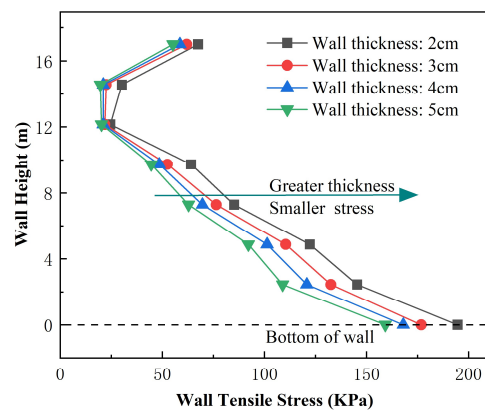 Wall thickness: 2cm
Wall thickness: 3cm
Wall thickness: 4cm
Wall thickness: 5cm
16
12
8
4
0
Wall Height (m)
Greater thickness
Smaller stress
Bottom of wall
0
50
100
150
200
Wall Tensile Stress (KPa)